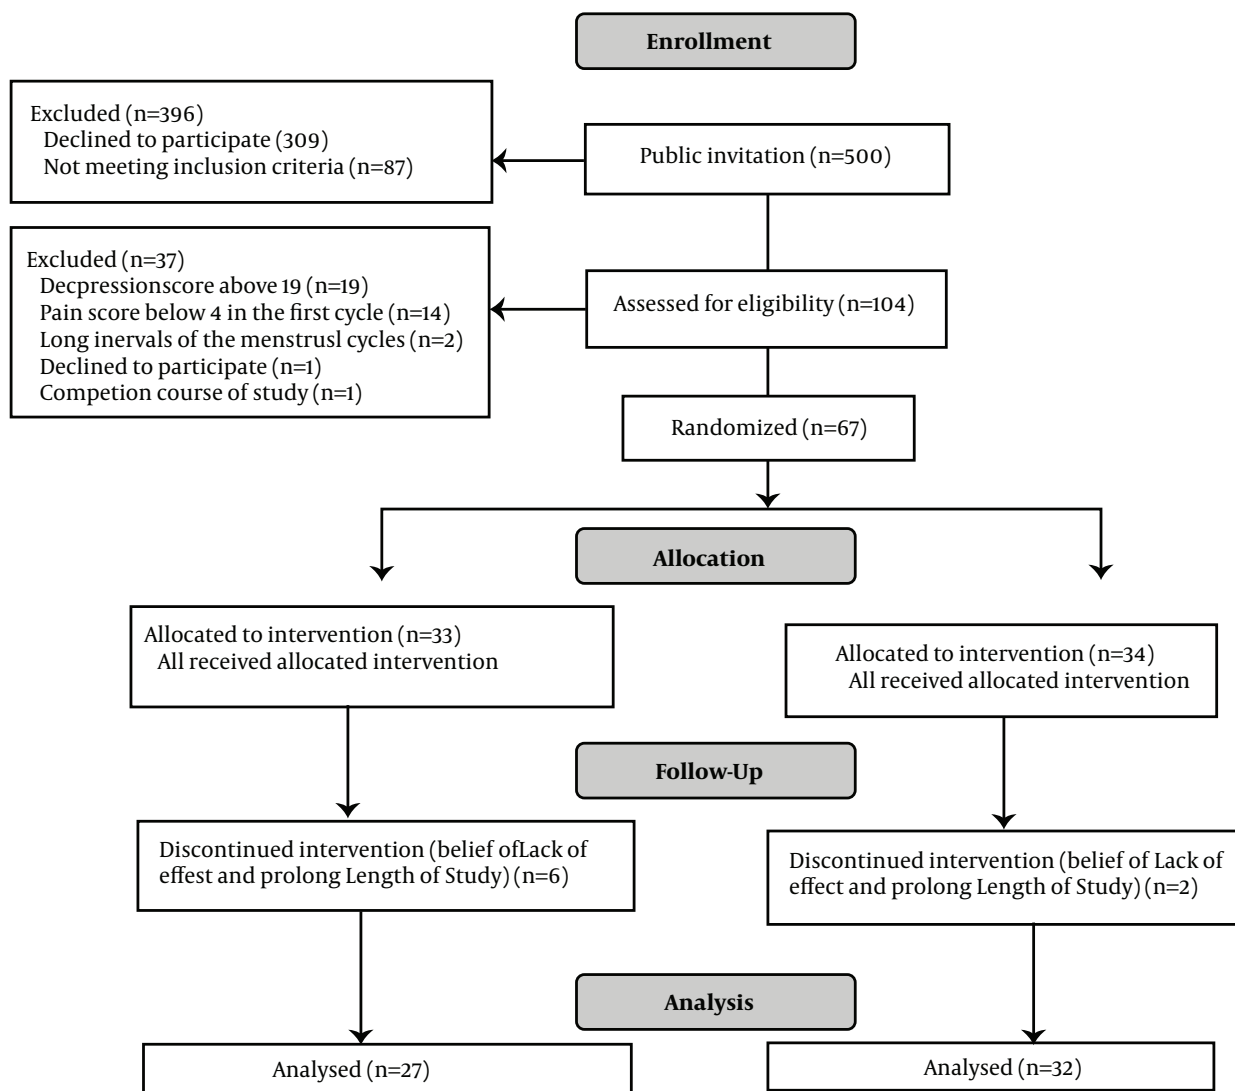 Enrollment
Excluded (n=396)
Declined to participate (309)
Not meeting inclusion criteria (n=87)
Public invitation (n=500)
Excluded (n=37)
Decpressionscore above 19 (n=19)
Pain score below 4 in the first cycle (n=14)
Long inervals of the menstrusl cycles (n=2)
Declined to participate (n=1)
Competion course of study (n=1)
Assessed for eligibility (n=104)
Randomized (n=67)
Allocation
Allocated to intervention (n=33)
All received allocated intervention
Allocated to intervention (n=34)
All received allocated intervention
Follow-Up
Discontinued intervention (belief ofLack of
effest and prolong Length of Study) (n=6)
Discontinued intervention (belief of Lack of
effect and prolong Length of Study) (n=2)
Analysis
Analysed (n=27)
Analysed (n=32)